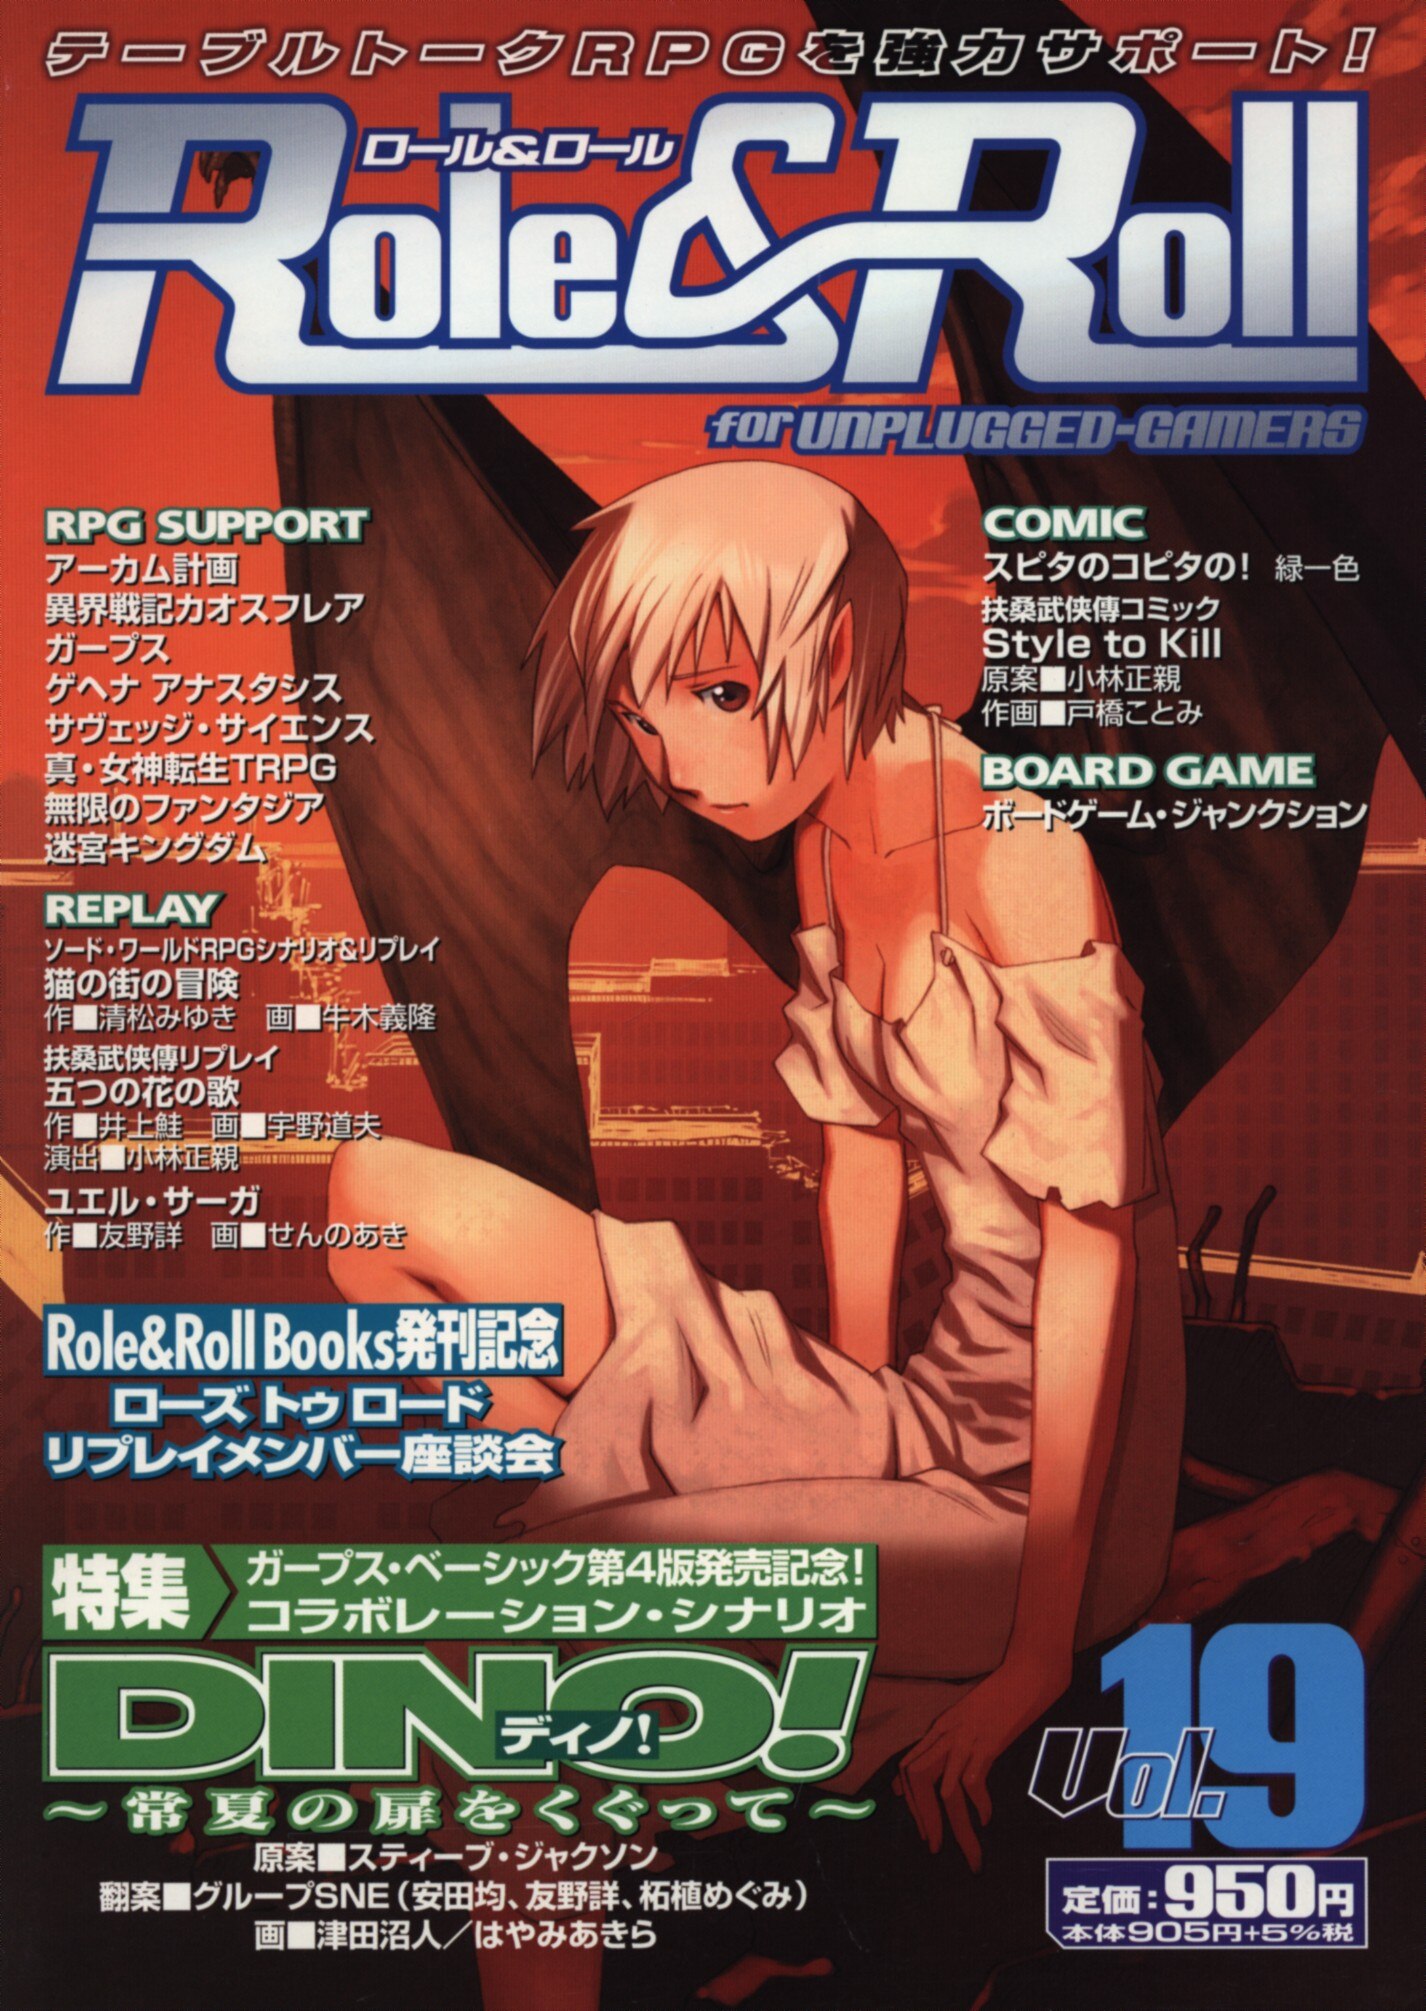 テーブルトークRPGを強力サポート!
Role&Roll
ロール&ロール
for UNPLUGGED-GAMERS
RPG SUPPORT
アーカム計画
異界戦記カオスフレア
ガープス
ゲヘナ アナスタシス
サヴェッジ・サイエンス
真・女神転生TRPG
無限のファンタジア
迷宮キングダム
REPLAY
ソード・ワールドRPGシナリオ&リプレイ
猫の街の冒険
作■清松みゆき 画■牛木義隆
扶桑武侠傳リプレイ
五つの花の歌
作■井上鮭 画■宇野道夫
演出■小林正親
ユエル・サーガ
作■友野詳 画■せんのあき
COMIC
スピタのコピタの! 緑一色
扶桑武侠傳コミック
Style to Kill
原案■小林正親
作画■戸橋ことみ
BOARD GAME
ボードゲーム・ジャンクション
Role&Roll Books発刊記念
ローズ トゥ ロード
リプレイメンバー座談会
特集
ガープス・ベーシック第4版発売記念!
コラボレーション・シナリオ
DINO!
ディノ!
～常夏の扉をくぐって～
原案■スティーブ・ジャクソン
翻案■グループSNE(安田均、友野詳、柘植めぐみ)
画■津田沼人/はやみあきら
Vol.19
定価:950円
本体905円+5%税